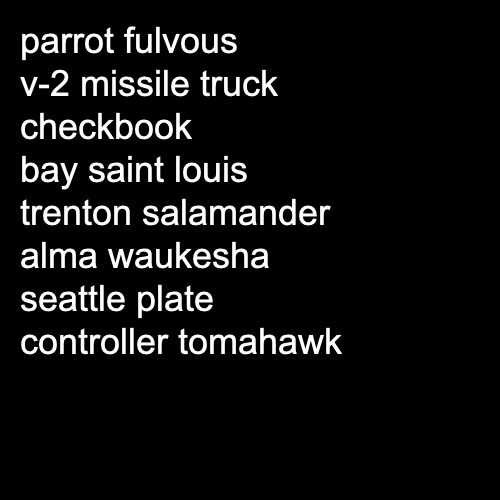 parrot fulvous
v-2 missile truck
checkbook
bay saint louis
trenton salamander
alma waukesha
seattle plate
controller tomahawk